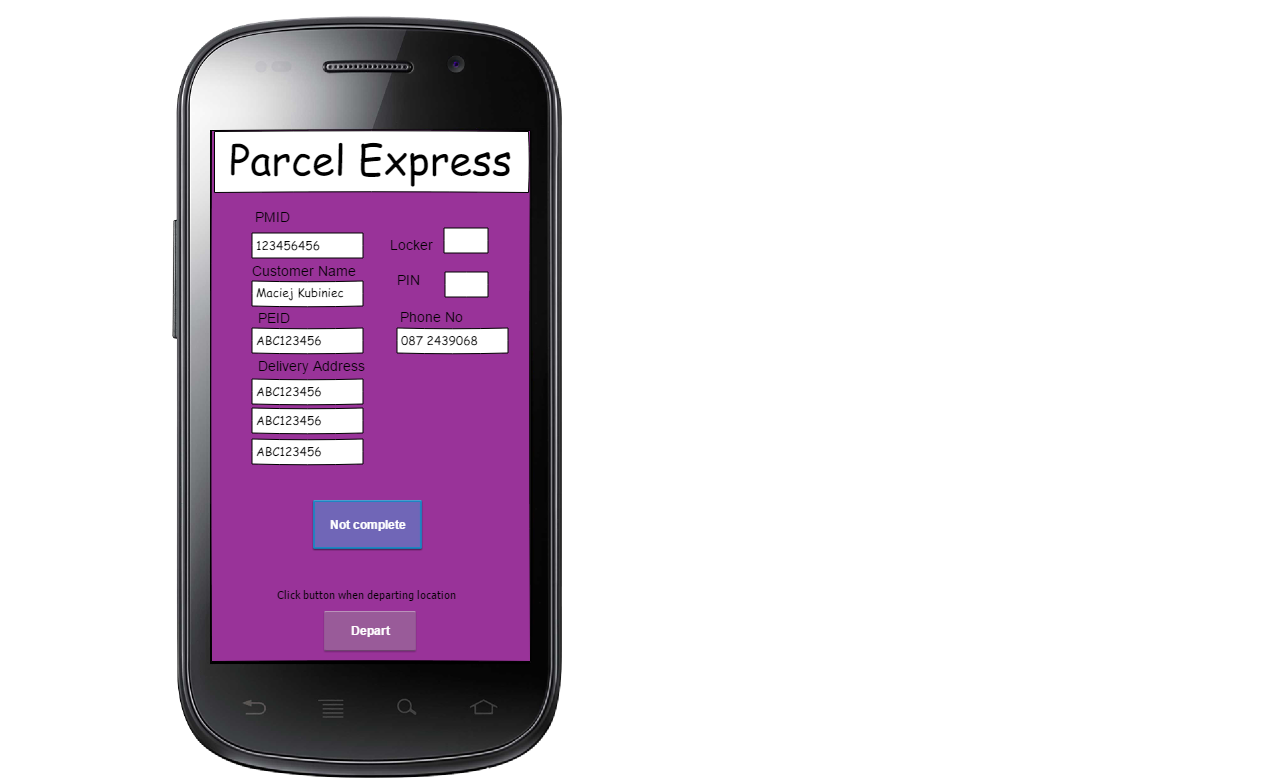 Parcel Express
PMID
123456456
Locker
Customer Name
PIN
Maciej Kubiniec
PEID
Phone No
ABC123456
087 2439068
Delivery Address
ABC123456
ABC123456
ABC123456
Not complete
Click button when departing location
Depart